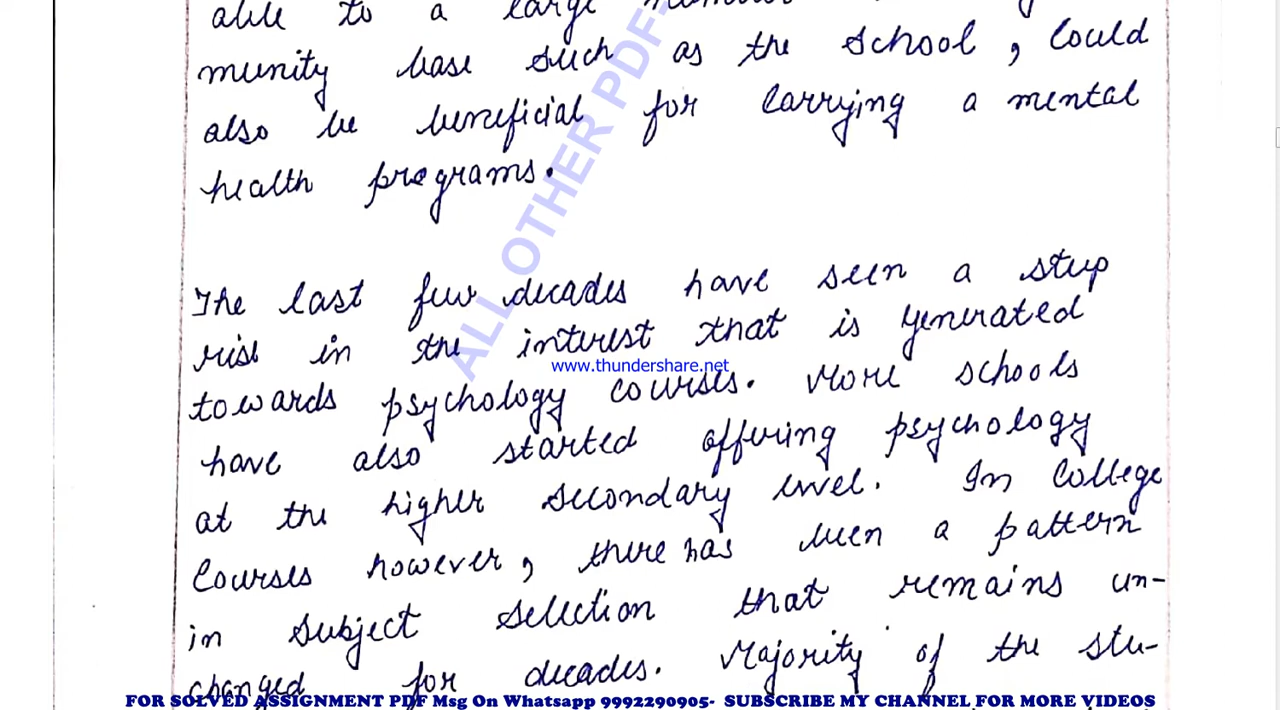 able to a large
munity base such as the school, could
also be beneficial for carrying a mental
health programs.
ALL OTHER PDF-
The last few decades have seen a steep
rise in the interest that is generated
www.thundershare.net
towards psychology courses. More schools
have also started offering psychology
at the higher secondary level. In College
Courses however, there has been a pattern
in subject selection that remains un-
changed for decades. Majority of the stu-
FOR SOLVED ASSIGNMENT PDF Msg On Whatsapp 9992290905- SUBSCRIBE MY CHANNEL FOR MORE VIDEOS